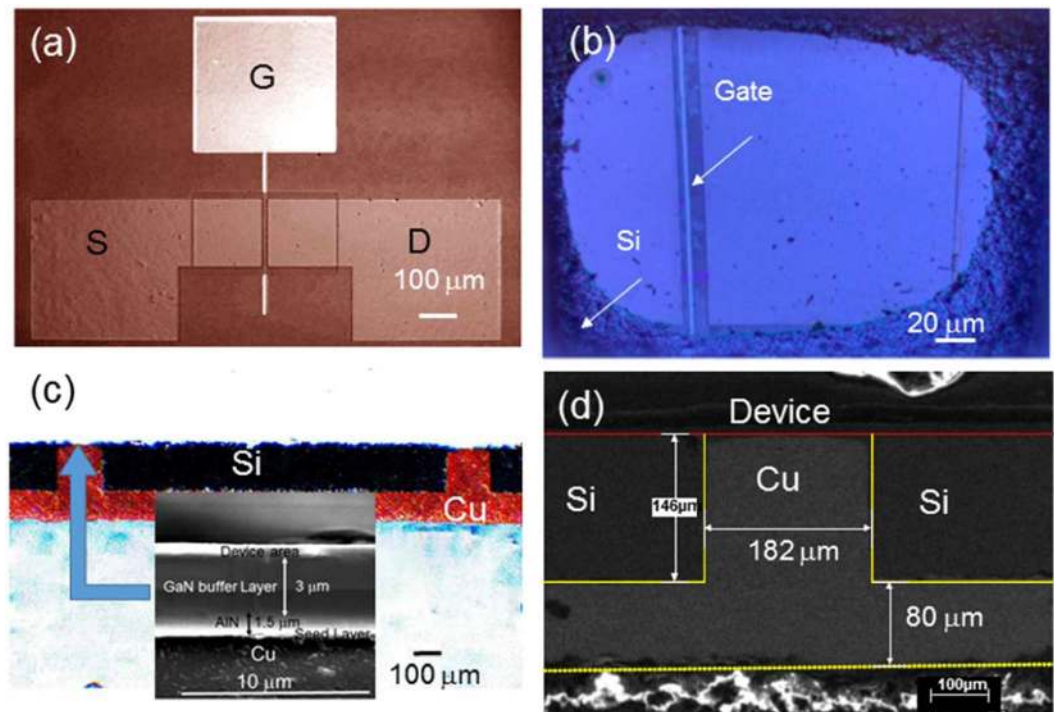 (a)
G
S
D
100 μm
(b)
Gate
Si
20 μm
(c)
Si
Cu
Device area
GaN buffer Layer
3 μm
AlN
1.5 μm
Seed Layer
Cu
10 μm
100 μm
(d)
Device
Si
Cu
Si
146μm
182 μm
80 μm
100μm